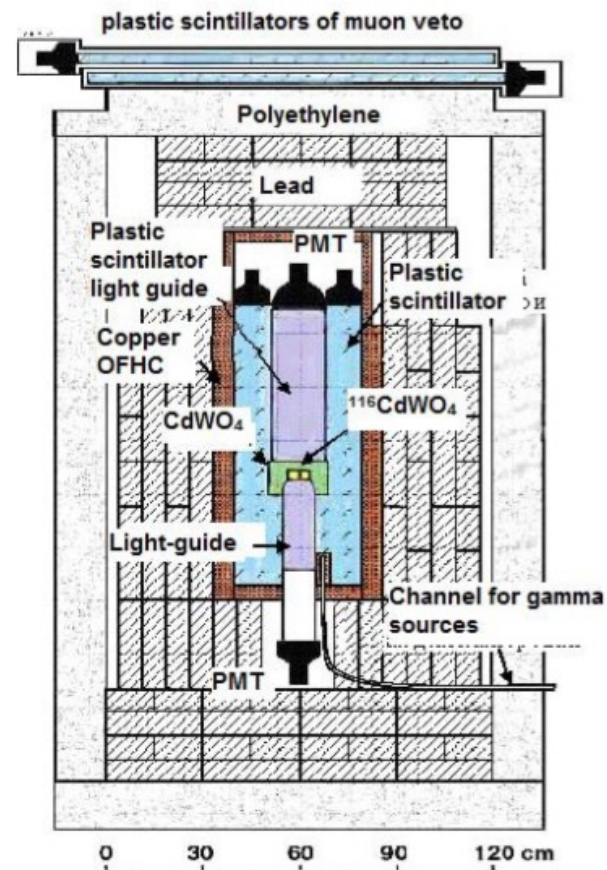 plastic scintillators of muon veto
Polyethylene
Lead
PMT
Plastic
scintillator
light guide
Plastic
scintillator
Copper
OFHC
CdWO₄
¹¹⁶CdWO₄
Light-guide
Channel for gamma
sources
PMT
0 30 60 90 120 cm